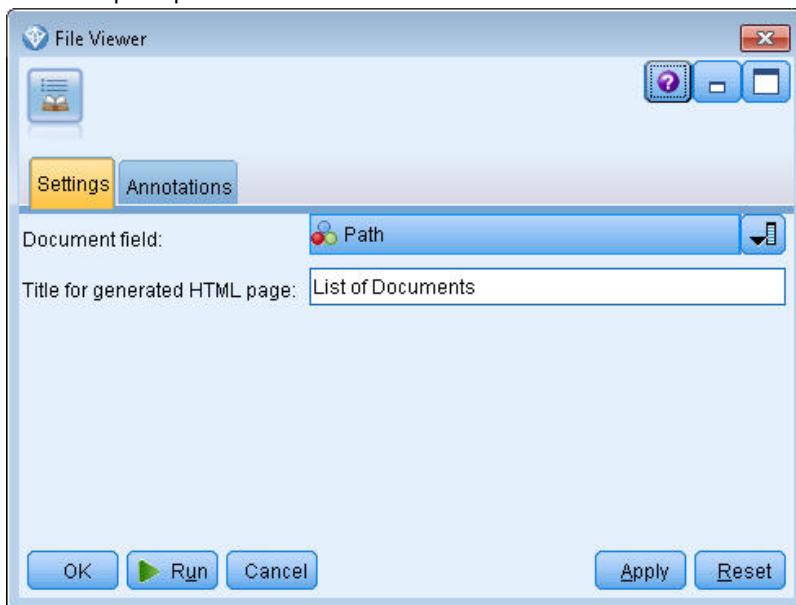 File Viewer
Settings Annotations
Document field: Path
Title for generated HTML page: List of Documents
OK Run Cancel Apply Reset